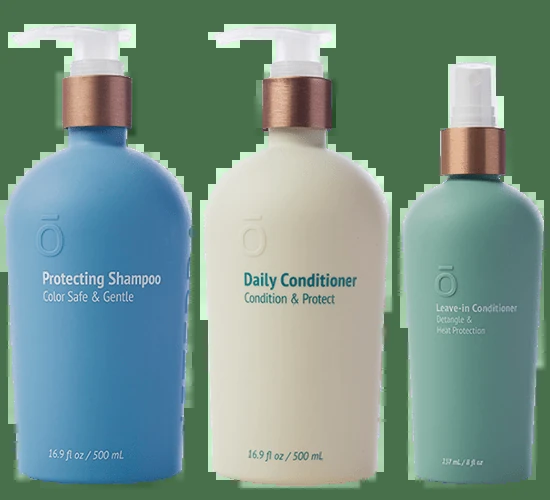 ō
Protecting Shampoo
Color Safe & Gentle
16.9 fl oz / 500 mL
ō
Daily Conditioner
Condition & Protect
16.9 fl oz / 500 mL
ō
Leave-in Conditioner
Detangle &
Heat Protection
237 mL / 8 fl oz